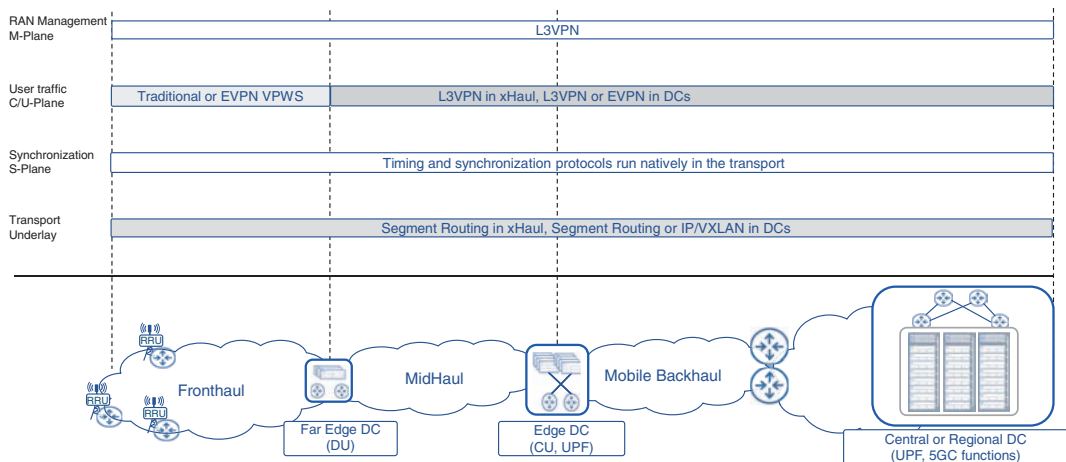 RAN Management
M-Plane
L3VPN
User traffic
C/U-Plane
Traditional or EVPN VPWS
L3VPN in xHaul, L3VPN or EVPN in DCs
Synchronization
S-Plane
Timing and synchronization protocols run natively in the transport
Transport
Underlay
Segment Routing in xHaul, Segment Routing or IP/VXLAN in DCs
RRU
RRU
RRU
Fronthaul
MidHaul
Mobile Backhaul
Far Edge DC
(DU)
Edge DC
(CU, UPF)
Central or Regional DC
(UPF, 5GC functions)